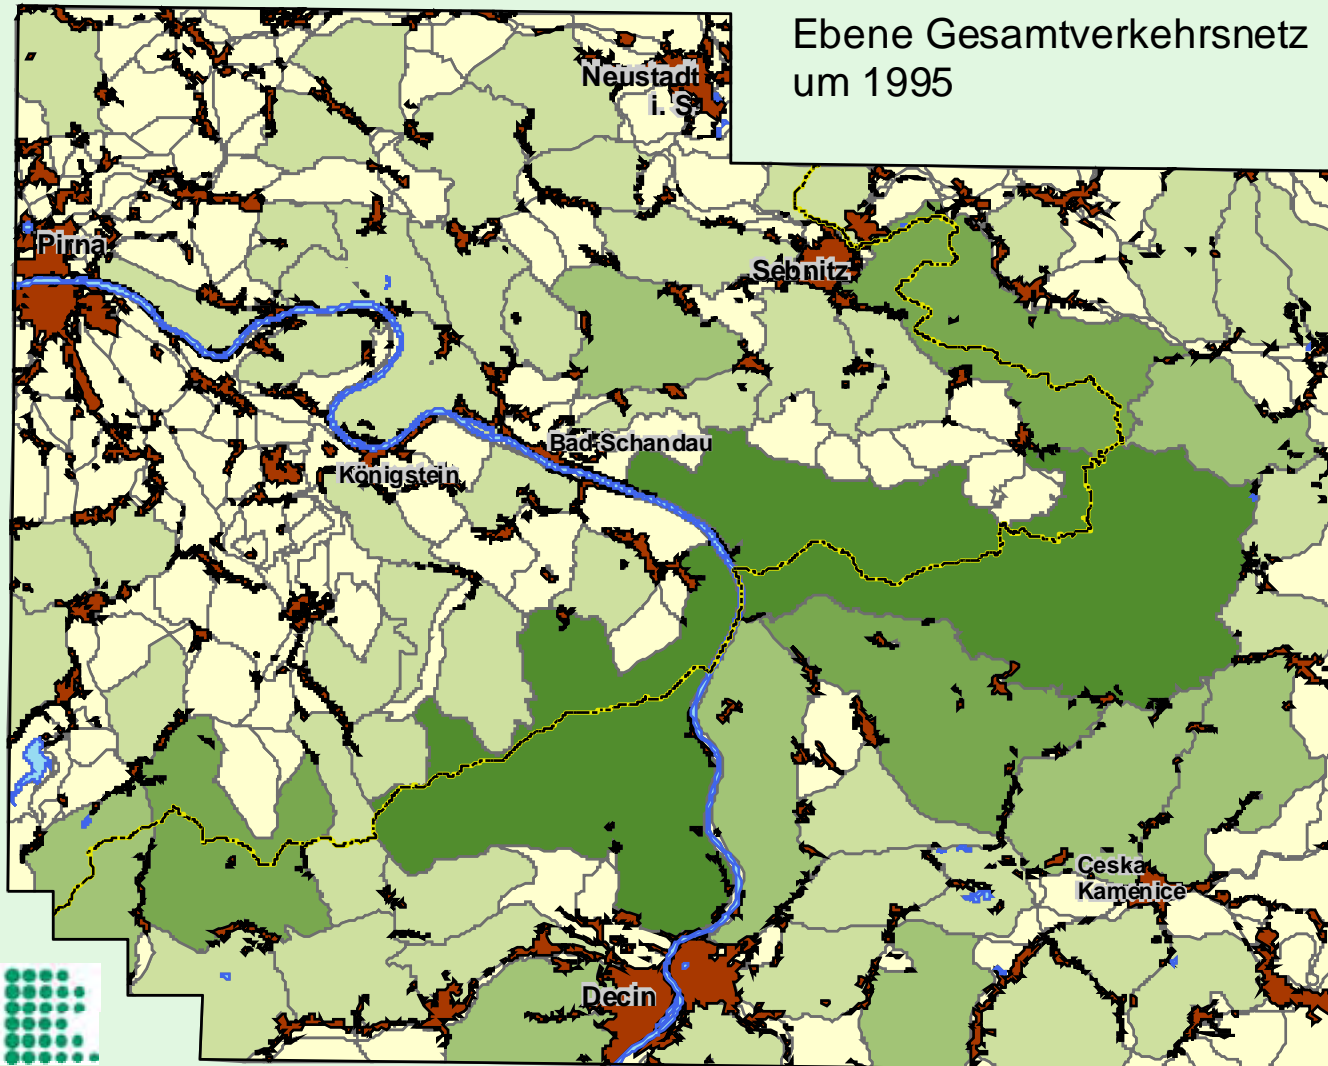 Ebene Gesamtverkehrsnetz
um 1995
Neustadt
i. S.
Pirna
Sebnitz
Bad-Schandau
Königstein
Ceska
Kamenice
Decin